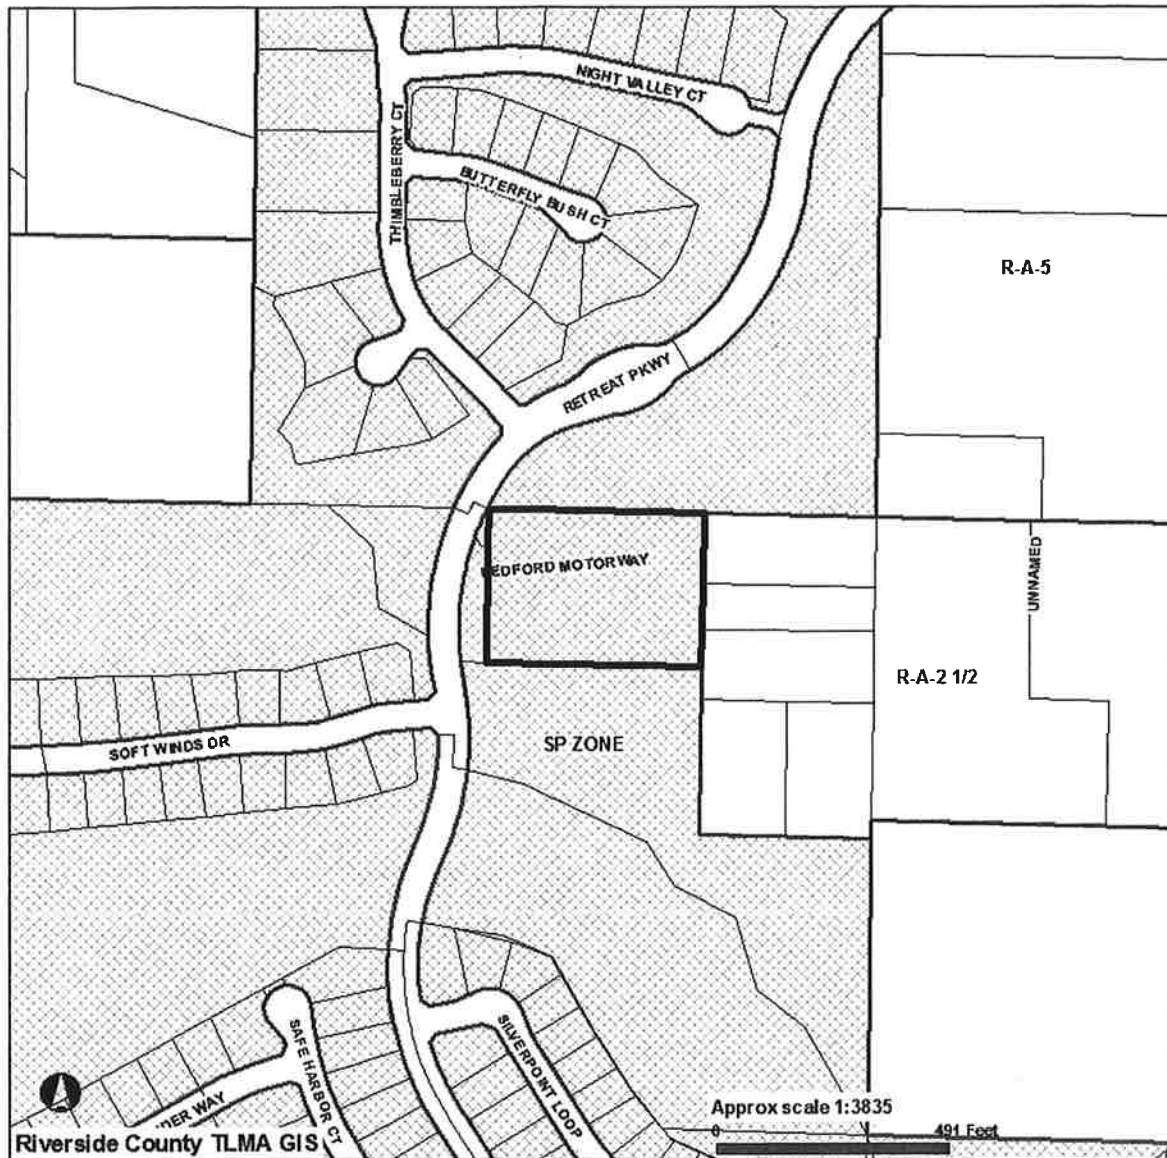 NIGHT VALLEY CT
THIMBLEBERRY CT
BUTTERFLY BUSH CT
R-A-5
RETREAT PKWY
MOTORWAY
UNNAMED
R-A-2 1/2
SOFT WINDS DR
SP ZONE
SAFE HARBOR CT
SILVERPOINT LOOP
WAY
Approx scale 1:3835
0 491 Feet
Riverside County TLMA GIS